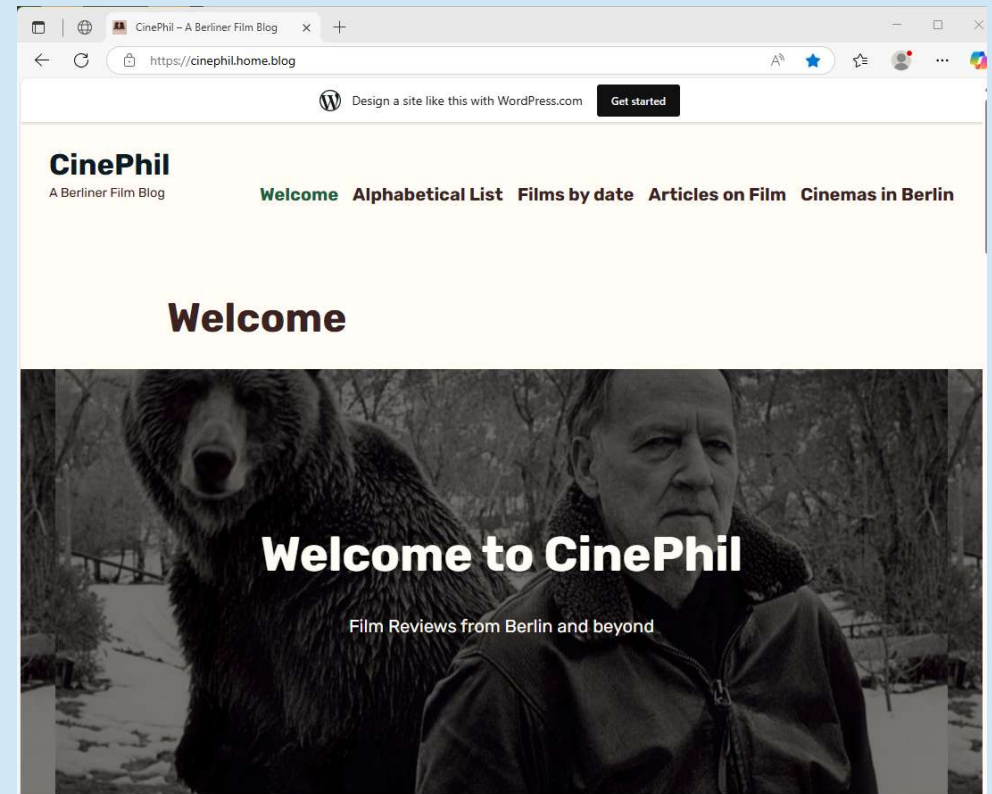 CinePhil – A Berliner Film Blog
https://cinephil.home.blog
Design a site like this with WordPress.com Get started
CinePhil
A Berliner Film Blog
Welcome Alphabetical List Films by date Articles on Film Cinemas in Berlin
Welcome
Welcome to CinePhil
Film Reviews from Berlin and beyond